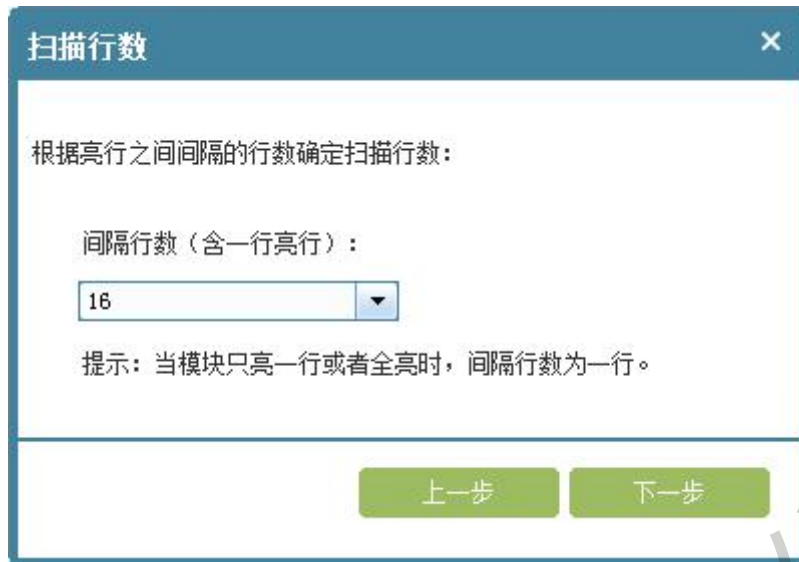 扫描行数
根据亮行之间间隔的行数确定扫描行数：
间隔行数（含一行亮行）：
16
提示：当模块只亮一行或者全亮时，间隔行数为一行。
上一步 下一步